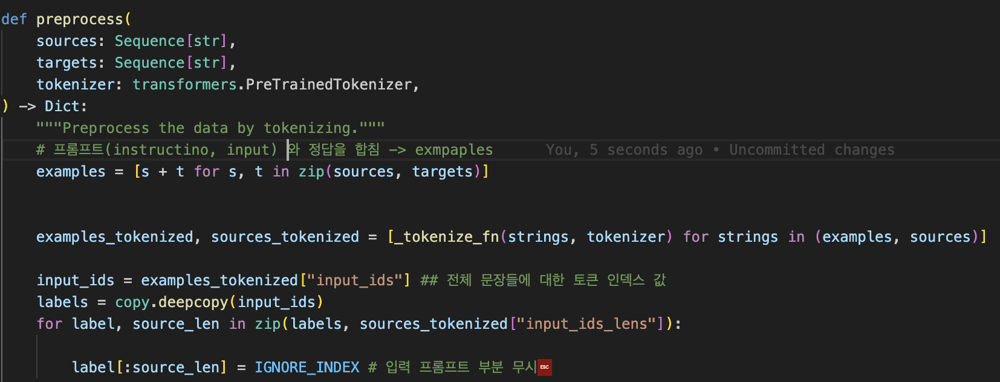 def preprocess(
    sources: Sequence[str],
    targets: Sequence[str],
    tokenizer: transformers.PreTrainedTokenizer,
) -> Dict:
    """Preprocess the data by tokenizing."""
    # 프롬프트(instructino, input) 와 정답을 합침 -> exmpaples You, 5 seconds ago • Uncommitted changes
    examples = [s + t for s, t in zip(sources, targets)]
    examples_tokenized, sources_tokenized = [_tokenize_fn(strings, tokenizer) for strings in (examples, sources)]
    input_ids = examples_tokenized["input_ids"] ## 전체 문장들에 대한 토큰 인덱스 값
    labels = copy.deepcopy(input_ids)
    for label, source_len in zip(labels, sources_tokenized["input_ids_lens"]):
        label[:source_len] = IGNORE_INDEX # 입력 프롬프트 부분 무시ESC